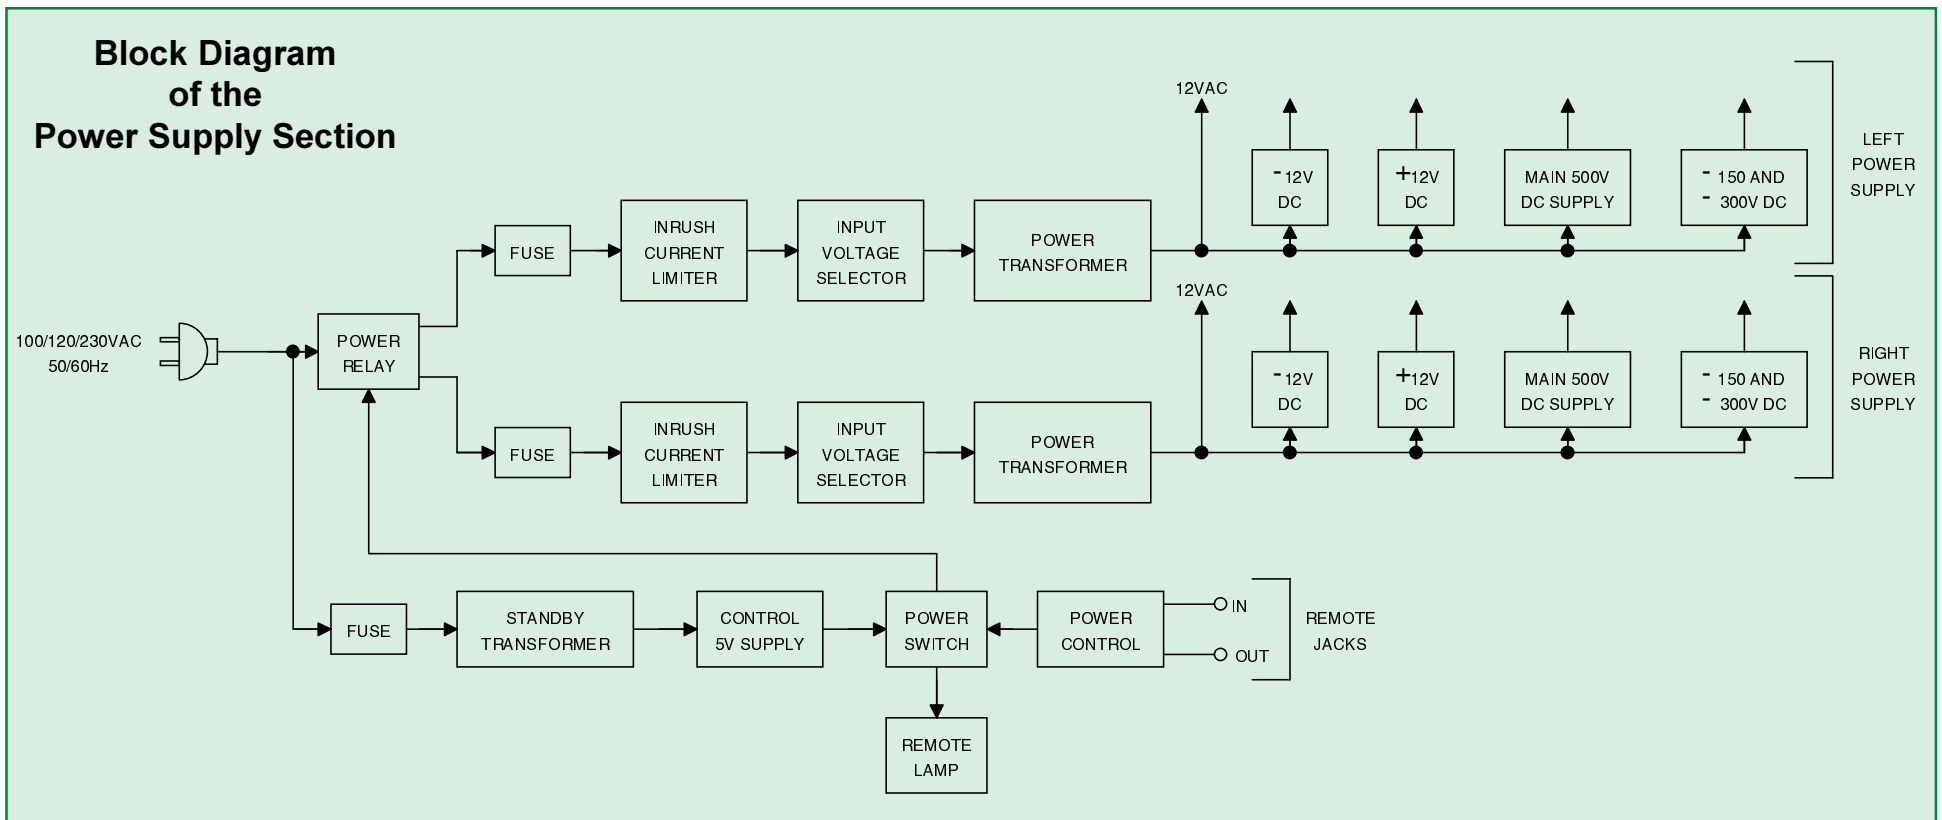 Block Diagram
of the
Power Supply Section
12VAC
- 12V
DC
+12V
DC
MAIN 500V
DC SUPPLY
- 150 AND
- 300V DC
LEFT
POWER
SUPPLY
FUSE
INRUSH
CURRENT
LIMITER
INPUT
VOLTAGE
SELECTOR
POWER
TRANSFORMER
100/120/230VAC
50/60Hz
POWER
RELAY
12VAC
- 12V
DC
+12V
DC
MAIN 500V
DC SUPPLY
- 150 AND
- 300V DC
RIGHT
POWER
SUPPLY
FUSE
INRUSH
CURRENT
LIMITER
INPUT
VOLTAGE
SELECTOR
POWER
TRANSFORMER
FUSE
STANDBY
TRANSFORMER
CONTROL
5V SUPPLY
POWER
SWITCH
POWER
CONTROL
IN
OUT
REMOTE
JACKS
REMOTE
LAMP